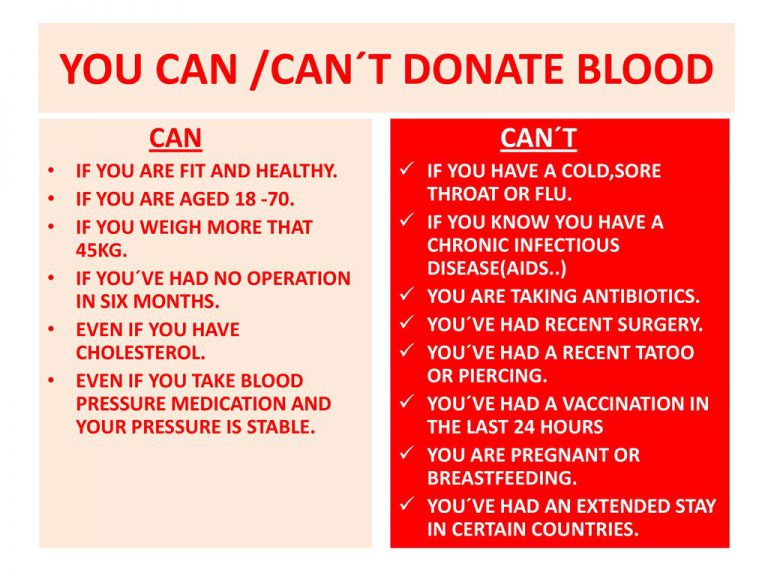 YOU CAN /CAN´T DONATE BLOOD
CAN
• IF YOU ARE FIT AND HEALTHY.
• IF YOU ARE AGED 18 -70.
• IF YOU WEIGH MORE THAT
45KG.
• IF YOU´VE HAD NO OPERATION
IN SIX MONTHS.
• EVEN IF YOU HAVE
CHOLESTEROL.
• EVEN IF YOU TAKE BLOOD
PRESSURE MEDICATION AND
YOUR PRESSURE IS STABLE.
CAN´T
✓ IF YOU HAVE A COLD,SORE
THROAT OR FLU.
✓ IF YOU KNOW YOU HAVE A
CHRONIC INFECTIOUS
DISEASE(AIDS..)
✓ YOU ARE TAKING ANTIBIOTICS.
✓ YOU´VE HAD RECENT SURGERY.
✓ YOU´VE HAD A RECENT TATOO
OR PIERCING.
✓ YOU´VE HAD A VACCINATION IN
THE LAST 24 HOURS
✓ YOU ARE PREGNANT OR
BREASTFEEDING.
✓ YOU´VE HAD AN EXTENDED STAY
IN CERTAIN COUNTRIES.